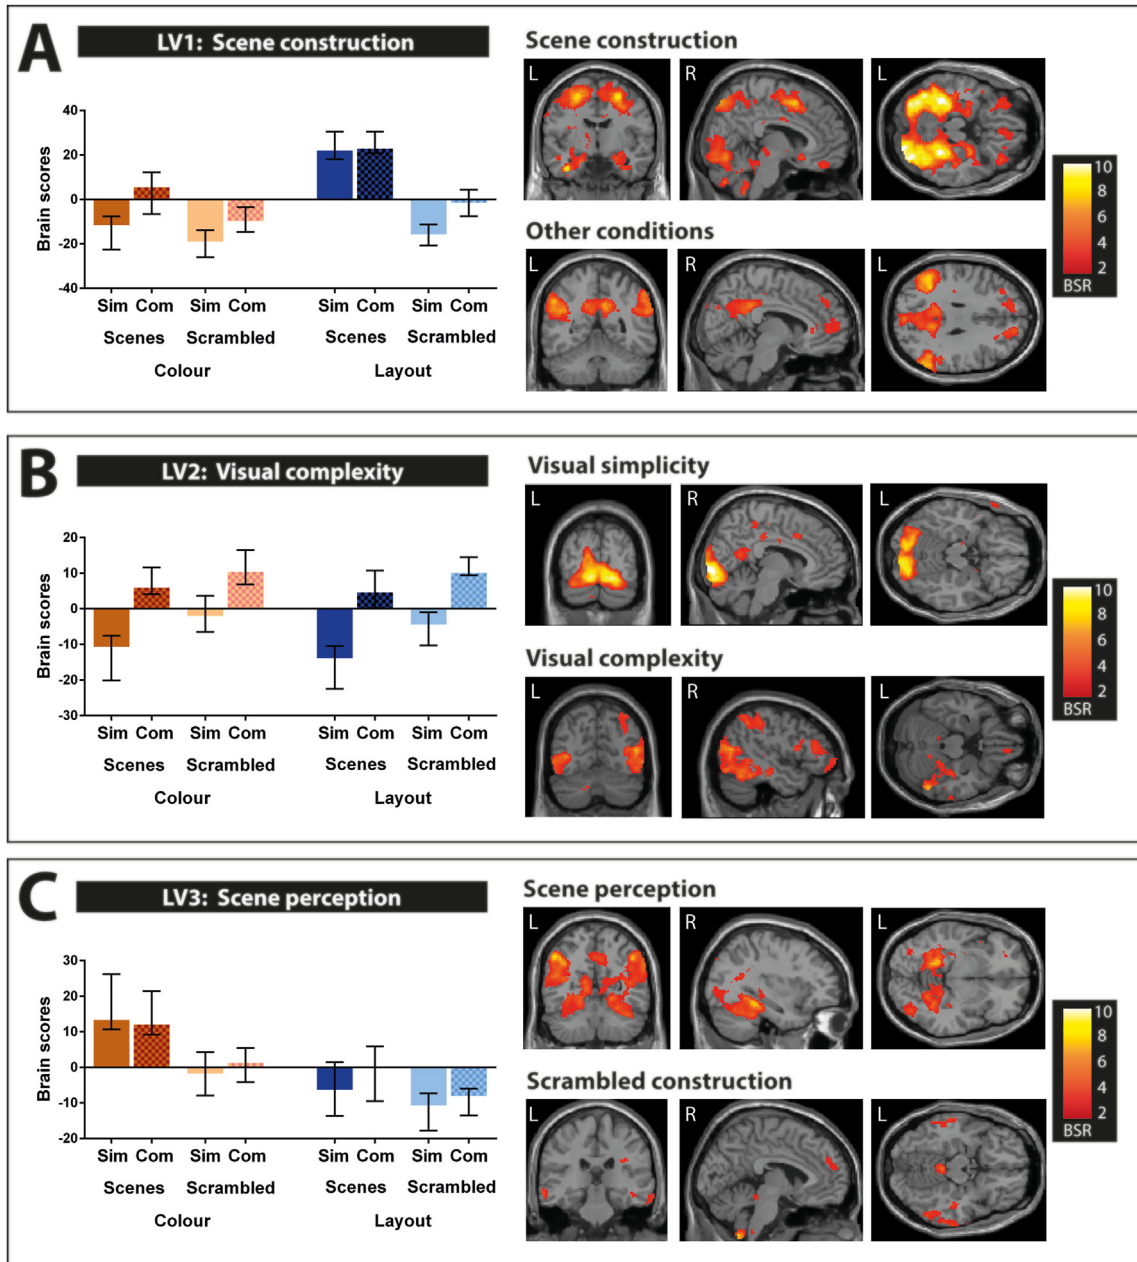 A
LV1: Scene construction
Brain scores
40
20
0
-20
-40
Sim Com Sim Com Sim Com Sim Com
Scenes Scrambled Scenes Scrambled
Colour Layout
Scene construction
L R L
Other conditions
L R L
10
8
6
4
2
BSR
B
LV2: Visual complexity
Brain scores
20
10
0
-10
-20
-30
Sim Com Sim Com Sim Com Sim Com
Scenes Scrambled Scenes Scrambled
Colour Layout
Visual simplicity
L R L
Visual complexity
L R L
10
8
6
4
2
BSR
C
LV3: Scene perception
Brain scores
30
20
10
0
-10
-20
Sim Com Sim Com Sim Com Sim Com
Scenes Scrambled Scenes Scrambled
Colour Layout
Scene perception
L R L
Scrambled construction
L R L
10
8
6
4
2
BSR